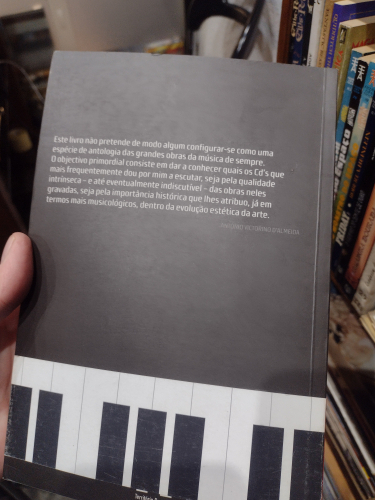 Este livro não pretende de modo algum configurar-se como uma
espécie de antologia das grandes obras da música de sempre.
O objectivo primordial consiste em dar a conhecer quais os Cd's que
mais frequentemente dou por mim a escutar, seja pela qualidade
intrínseca – e até eventualmente indiscutível – das obras neles
gravadas, seja pela importância histórica que lhes atribuo, já em
termos mais musicológicos, dentro da evolução estética da arte.
VITORINO D'ALMEIDA